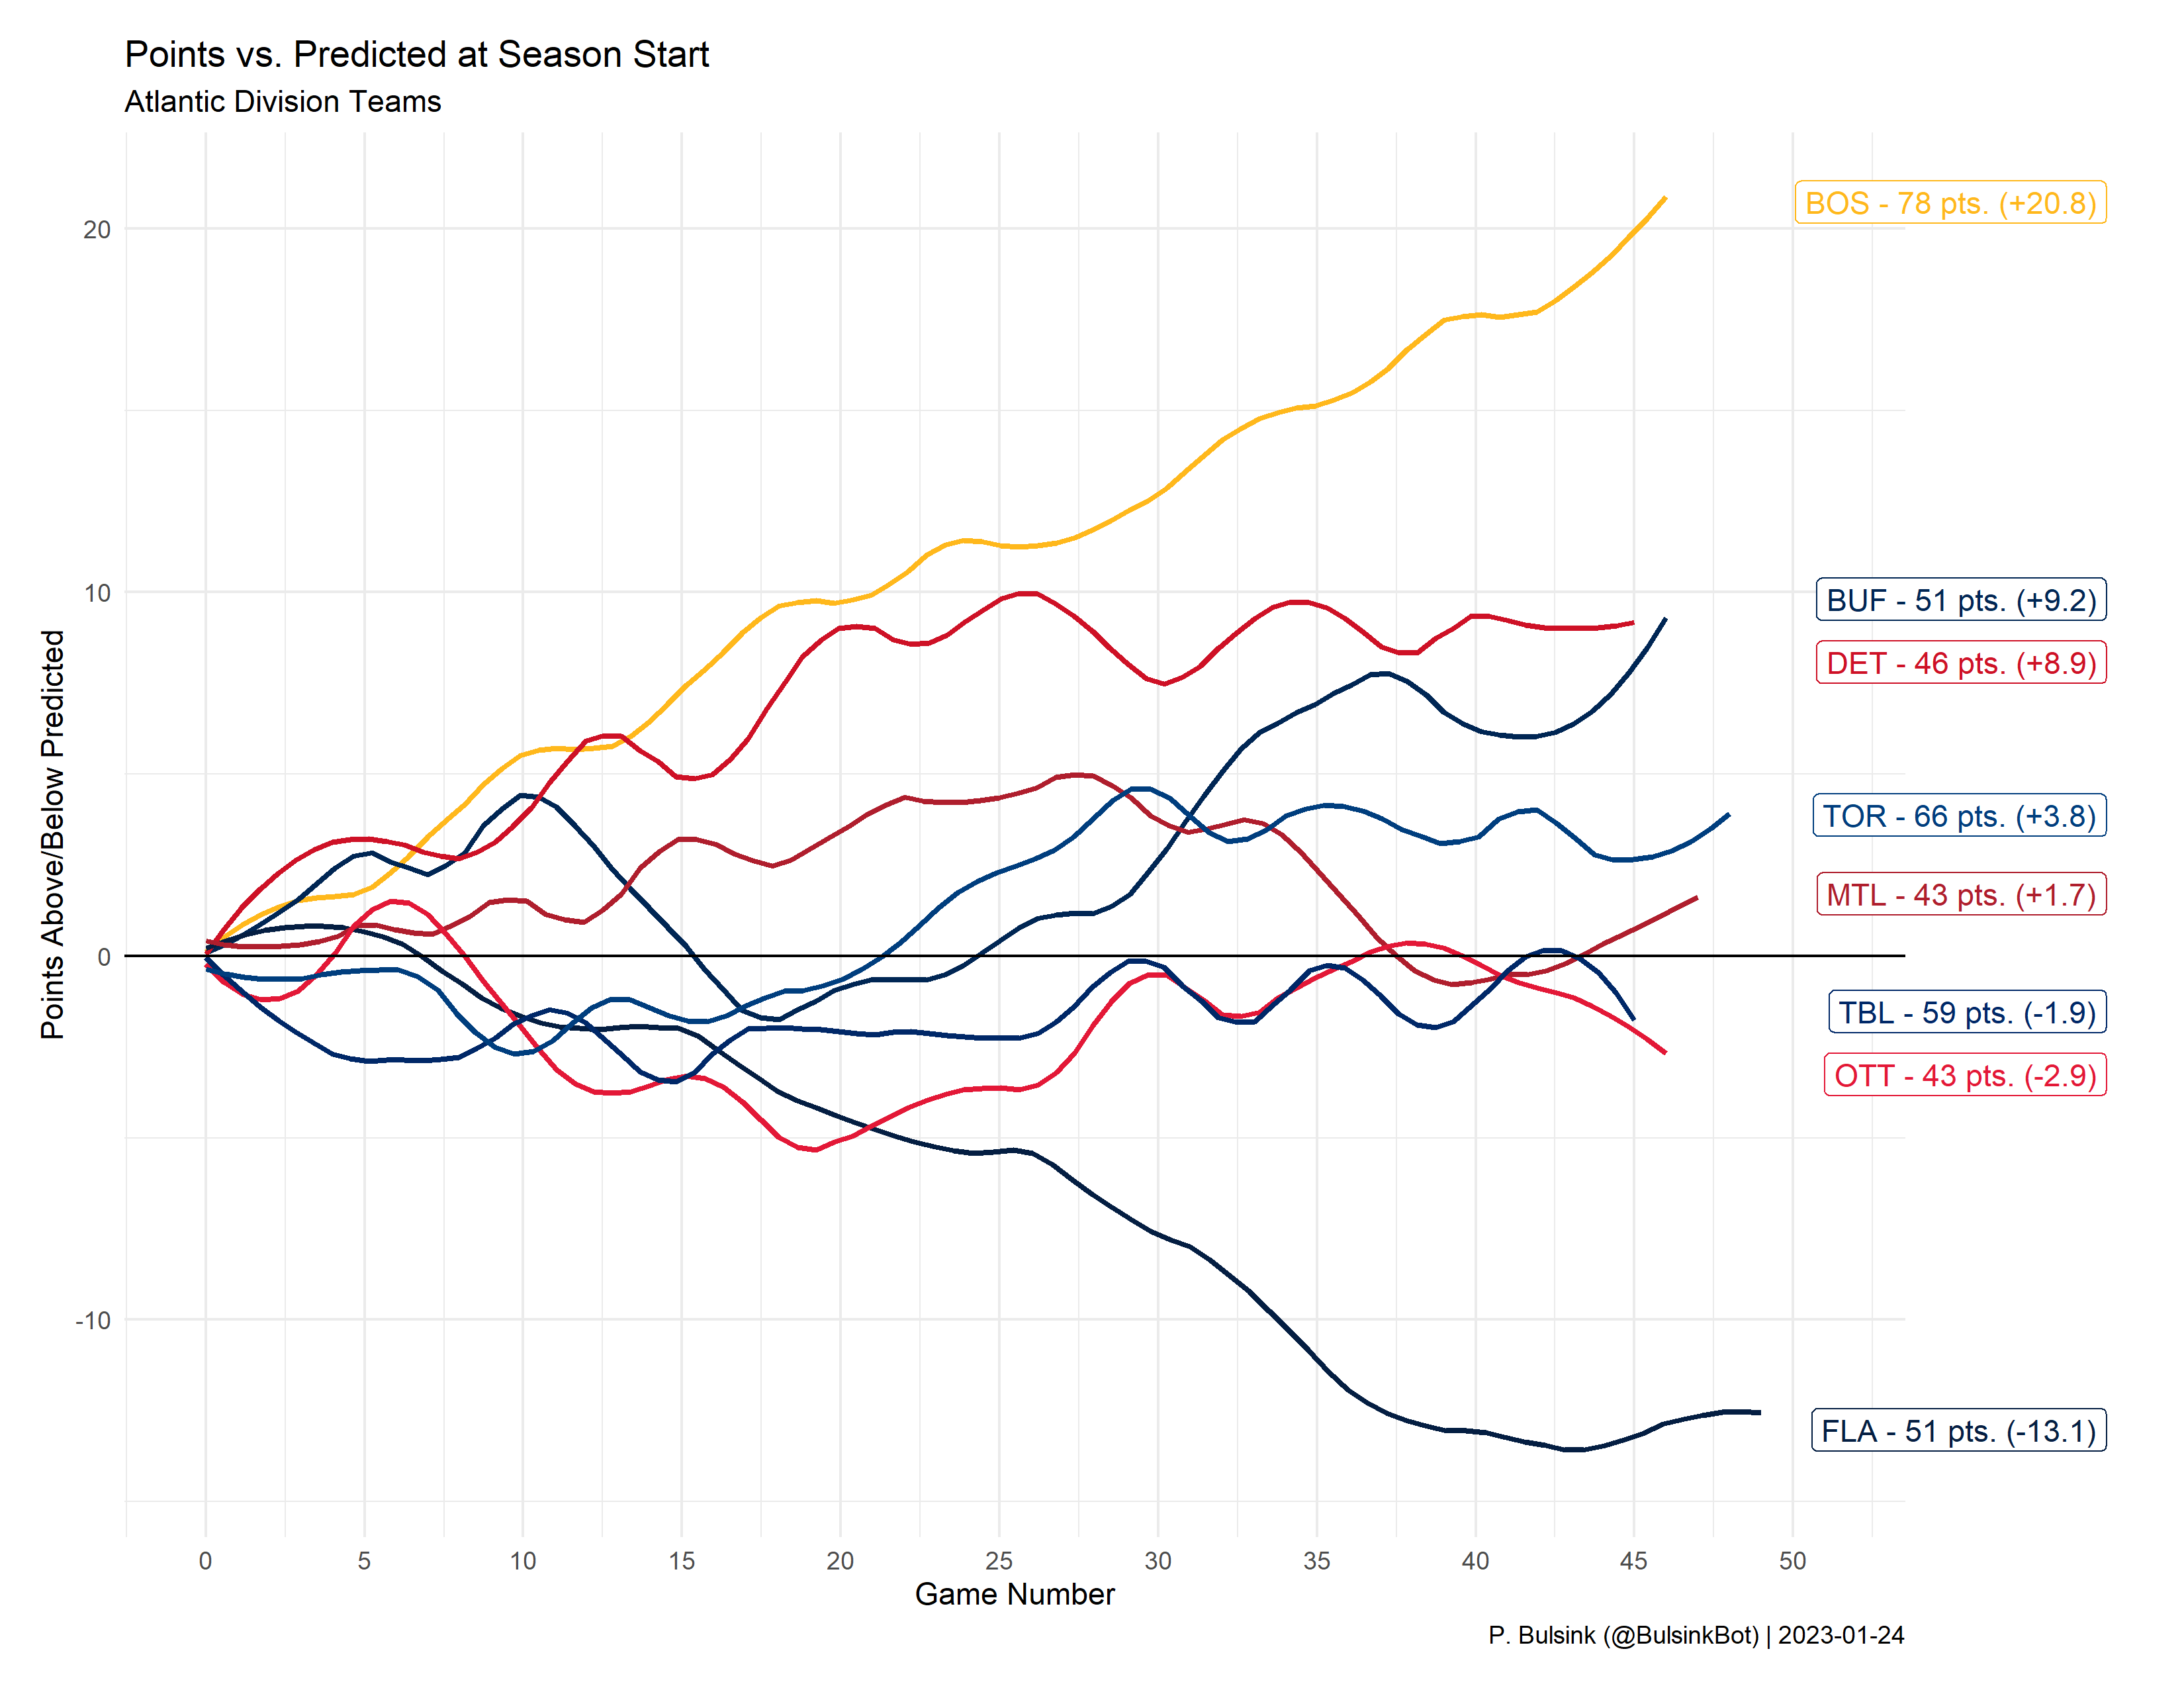 Points vs. Predicted at Season Start
Atlantic Division Teams
Points Above/Below Predicted
20
10
0
-10
BOS - 78 pts. (+20.8)
BUF - 51 pts. (+9.2)
DET - 46 pts. (+8.9)
TOR - 66 pts. (+3.8)
MTL - 43 pts. (+1.7)
TBL - 59 pts. (-1.9)
OTT - 43 pts. (-2.9)
FLA - 51 pts. (-13.1)
0 5 10 15 20 25 30 35 40 45 50
Game Number
P. Bulsink (@BulsinkBot) | 2023-01-24